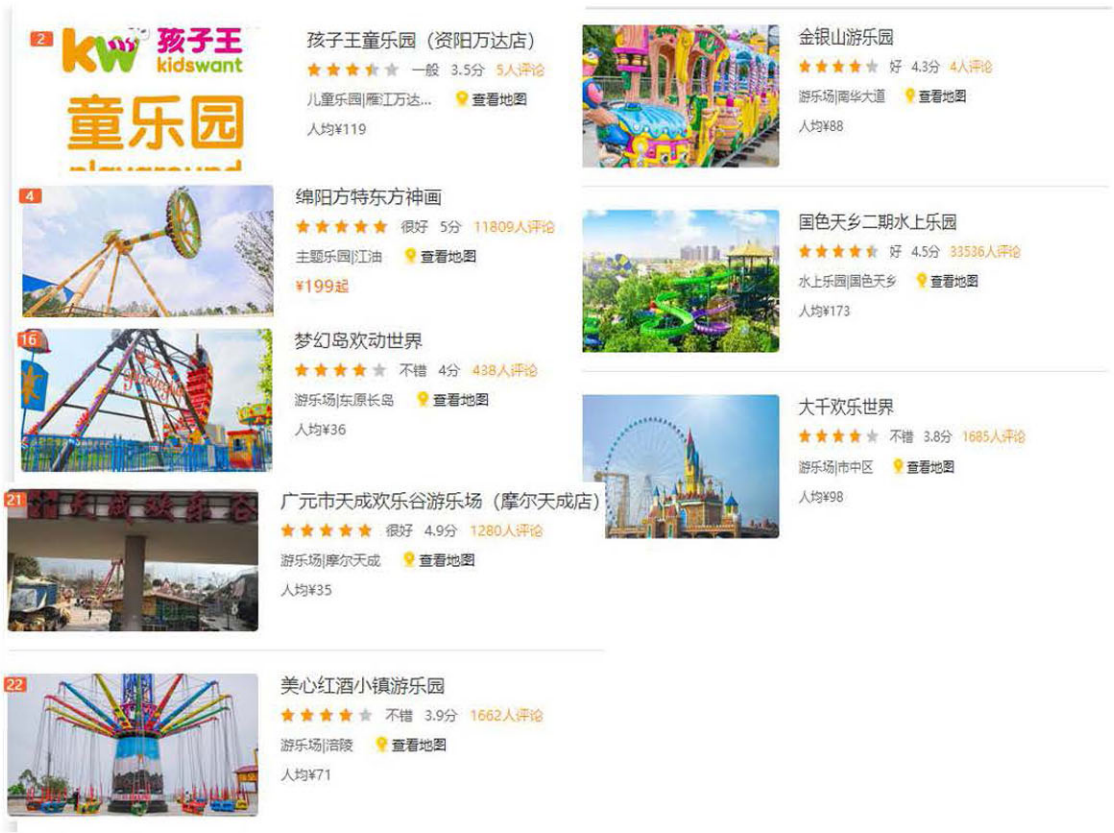 2
kw 孩子王
kidswant
童乐园
playground
孩子王童乐园（资阳万达店）
一般 3.5分 5人评论
儿童乐园|雁江万达... 查看地图
人均¥119
4
绵阳方特东方神画
很好 5分 11809人评论
主题乐园|江油 查看地图
¥199起
16
梦幻岛欢动世界
不错 4分 438人评论
游乐场|东原长岛 查看地图
人均¥36
21
天成欢乐谷
广元市天成欢乐谷游乐场（摩尔天成店）
很好 4.9分 1280人评论
游乐场|摩尔天成 查看地图
人均¥35
22
美心红酒小镇游乐园
不错 3.9分 1662人评论
游乐场|涪陵 查看地图
人均¥71
金银山游乐园
好 4.3分 4人评论
游乐场|南华大道 查看地图
人均¥88
国色天乡二期水上乐园
好 4.5分 33536人评论
水上乐园|国色天乡 查看地图
人均¥173
大千欢乐世界
不错 3.8分 1685人评论
游乐场|市中区 查看地图
人均¥98